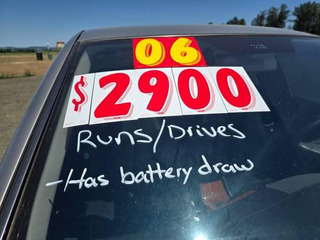 06
$2900
Runs/Drives
-Has battery draw